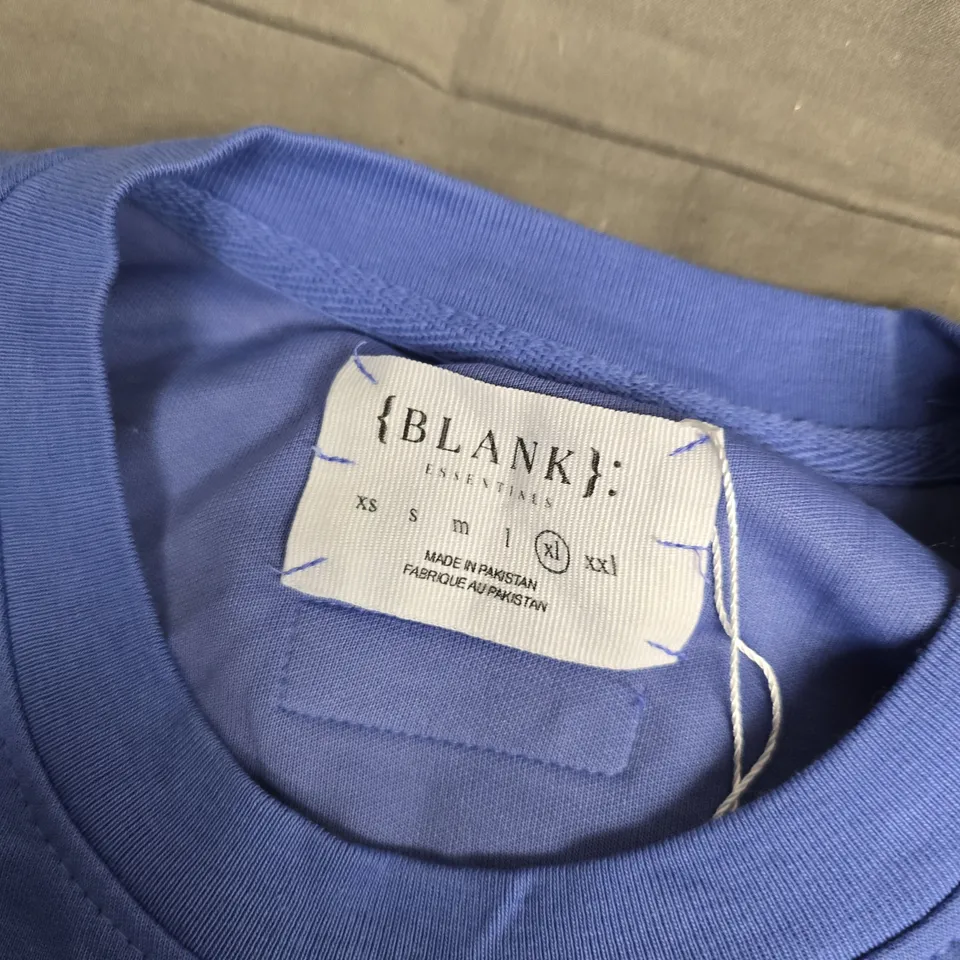 {BLANK}:
ESSENTIALS
xs s m l xl xxl
MADE IN PAKISTAN
FABRIQUE AU PAKISTAN